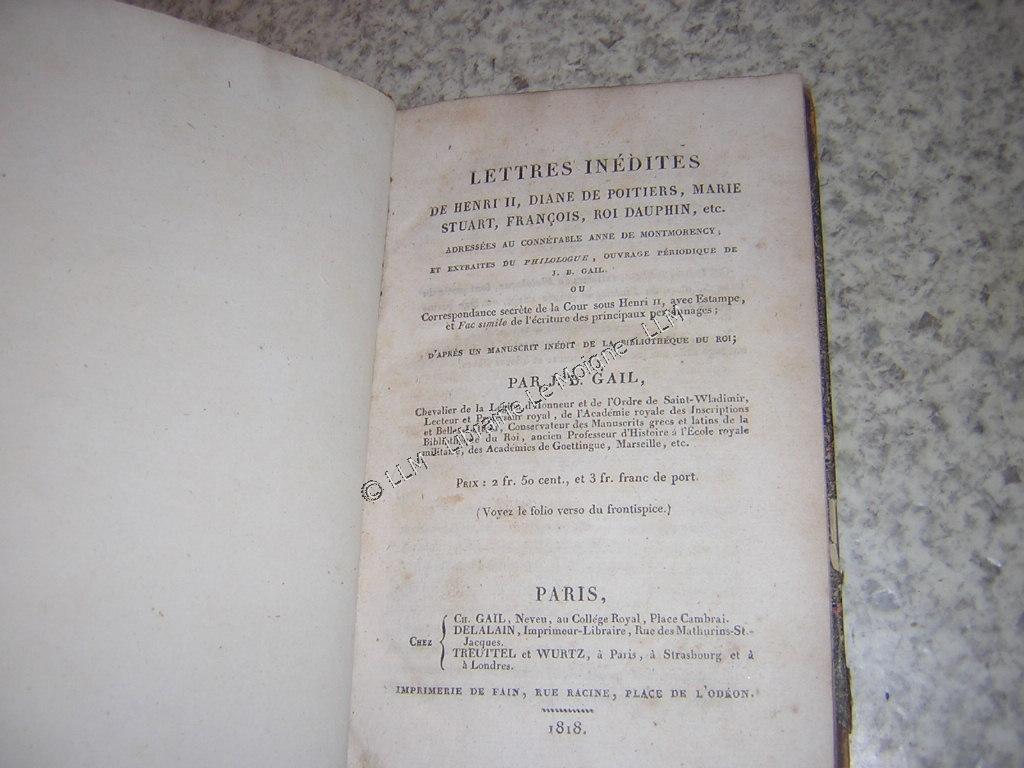 LETTRES INÉDITES
DE HENRI II, DIANE DE POITIERS, MARIE
STUART, FRANÇOIS, ROI DAUPHIN, etc.
ADRESSÉES AU CONNÉTABLE ANNE DE MONTMORENCY;
ET EXTRAITES DU PHILOLOGUE, OUVRAGE PÉRIODIQUE DE
J. B. GAIL.
OU
Correspondance secrète de la Cour sous Henri II, avec Estampe,
et Fac simile de l'écriture des principaux personnages;
D'APRÈS UN MANUSCRIT INÉDIT DE LA BIBLIOTHÈQUE DU ROI;
PAR J. B. GAIL,
Chevalier de la Légion d'Honneur et de l'Ordre de Saint-Wladimir,
Lecteur et Professeur royal, de l'Académie royale des Inscriptions
et Belles-Lettres, Conservateur des Manuscrits grecs et latins de la
Bibliothèque du Roi, ancien Professeur d'Histoire à l'École royale
militaire, des Académies de Goettingue, Marseille, etc.
PRIX : 2 fr. 50 cent., et 3 fr. franc de port.
(Voyez le folio verso du frontispice.)
PARIS,
CHEZ
CH. GAIL, Neveu, au Collége Royal, Place Cambrai.
DELALAIN, Imprimeur-Libraire, Rue des Mathurins-St.-
Jacques.
TREUTTEL et WURTZ, à Paris, à Strasbourg et à
à Londres.
IMPRIMERIE DE FAIN, RUE RACINE, PLACE DE L'ODÉON.
1818.
© LLM - Librairie Le Moigne - LLM